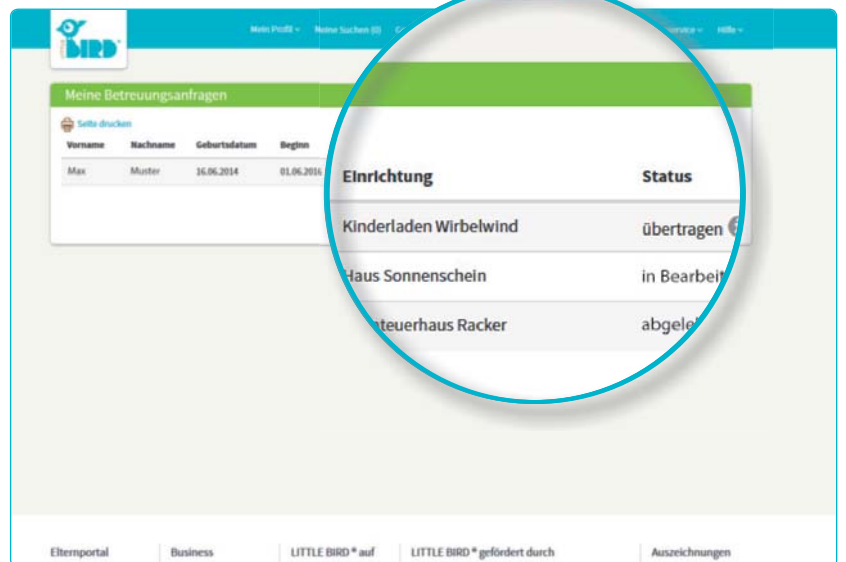 LITTLE BIRD
Mein Profil Meine Suchen (0) Hilfe
Meine Betreuungsanfragen
Seite drucken
Vorname Nachname Geburtsdatum Beginn
Max Muster 16.06.2014 01.06.2016
Einrichtung Status
Kinderladen Wirbelwind übertragen
Haus Sonnenschein in Bearbeit
teuerhaus Racker abgele
Elternportal Business LITTLE BIRD® auf LITTLE BIRD® gefördert durch Auszeichnungen